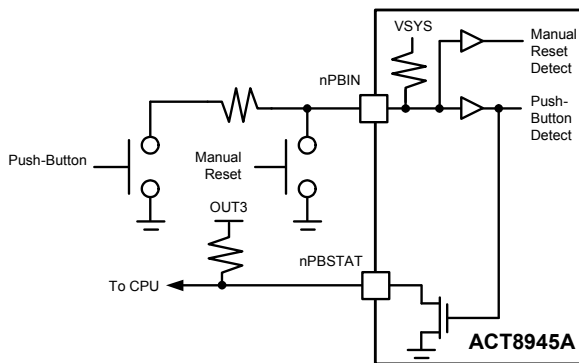 VSYS
Manual
Reset
Detect
nPBIN
Push-
Button
Detect
Push-Button
Manual
Reset
OUT3
nPBSTAT
To CPU
ACT8945A